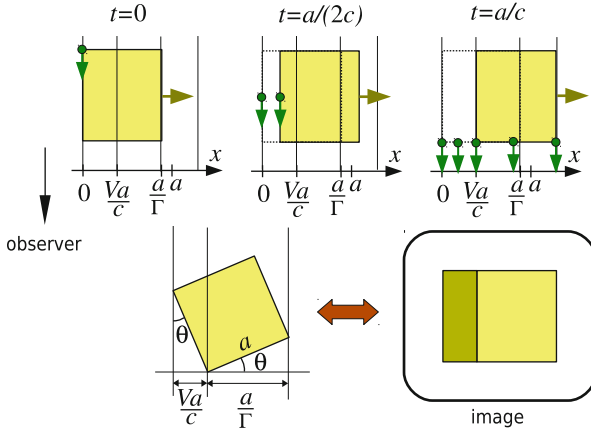 t=0
t=a/(2c)
t=a/c
x
x
x
0
Va/c
a/Γ
a
0
Va/c
a/Γ
a
0
Va/c
a/Γ
a
observer
θ
a
θ
Va/c
a/Γ
image